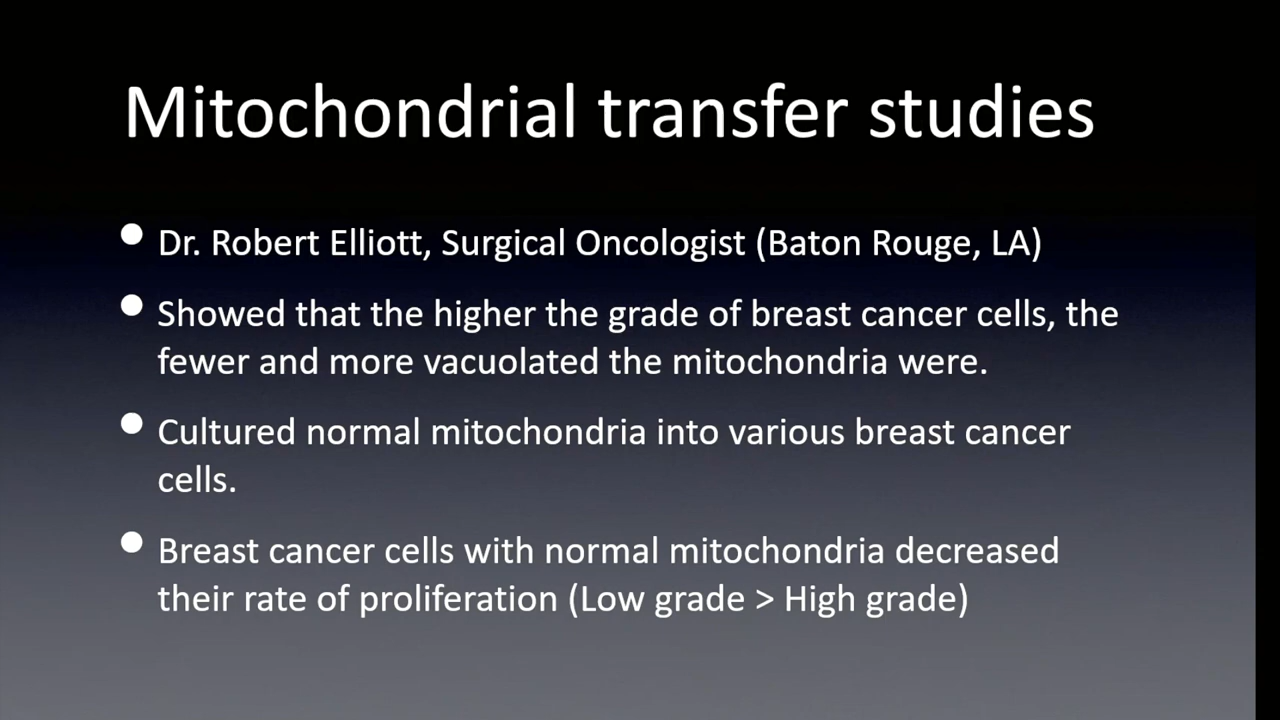 Mitochondrial transfer studies
• Dr. Robert Elliott, Surgical Oncologist (Baton Rouge, LA)
• Showed that the higher the grade of breast cancer cells, the
fewer and more vacuolated the mitochondria were.
• Cultured normal mitochondria into various breast cancer
cells.
• Breast cancer cells with normal mitochondria decreased
their rate of proliferation (Low grade > High grade)